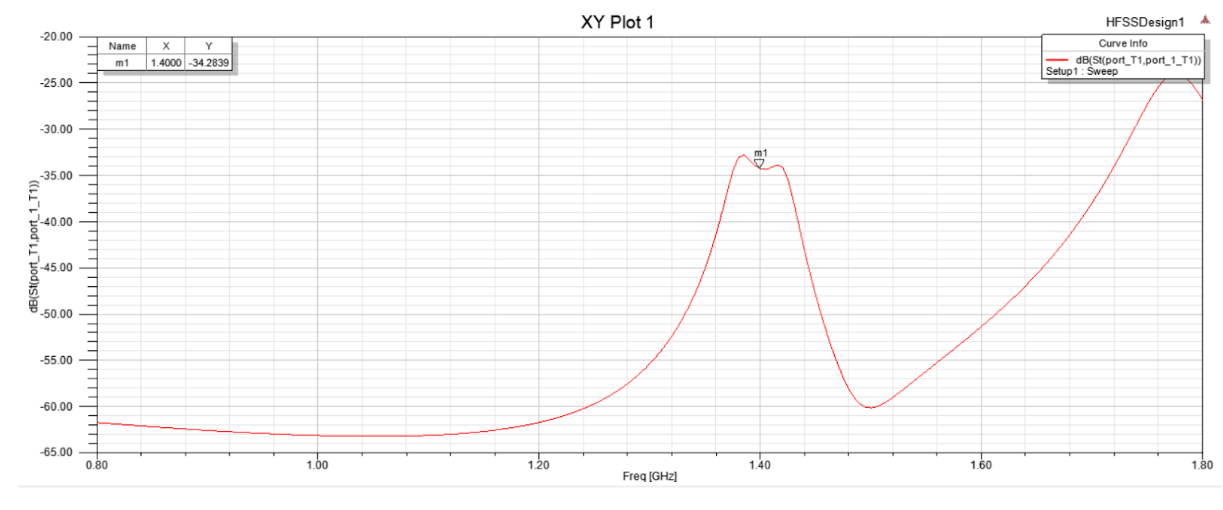 XY Plot 1
HFSSDesign1
Name X Y
m1 1.4000 -34.2839
Curve Info
dB(St(port_T1,port_1_T1))
Setup1 : Sweep
m1
dB(St(port_T1,port_1_T1))
-20.00
-25.00
-30.00
-35.00
-40.00
-45.00
-50.00
-55.00
-60.00
-65.00
0.80 1.00 1.20 1.40 1.60 1.80
Freq [GHz]